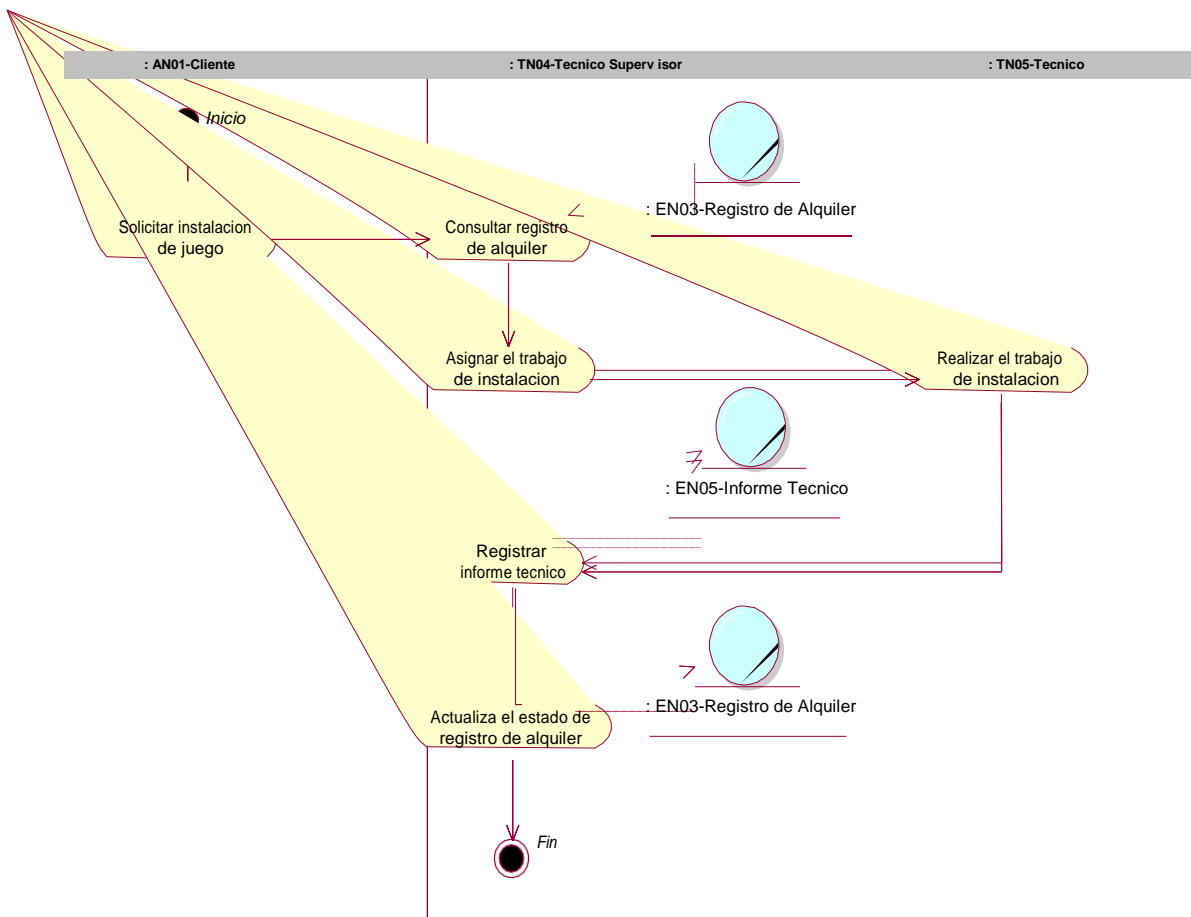 : AN01-Cliente
: TN04-Tecnico Superv isor
: TN05-Tecnico
Inicio
: EN03-Registro de Alquiler
Solicitar instalacion
de juego
Consultar registro
de alquiler
Asignar el trabajo
de instalacion
Realizar el trabajo
de instalacion
: EN05-Informe Tecnico
Registrar
informe tecnico
: EN03-Registro de Alquiler
Actualiza el estado de
registro de alquiler
Fin